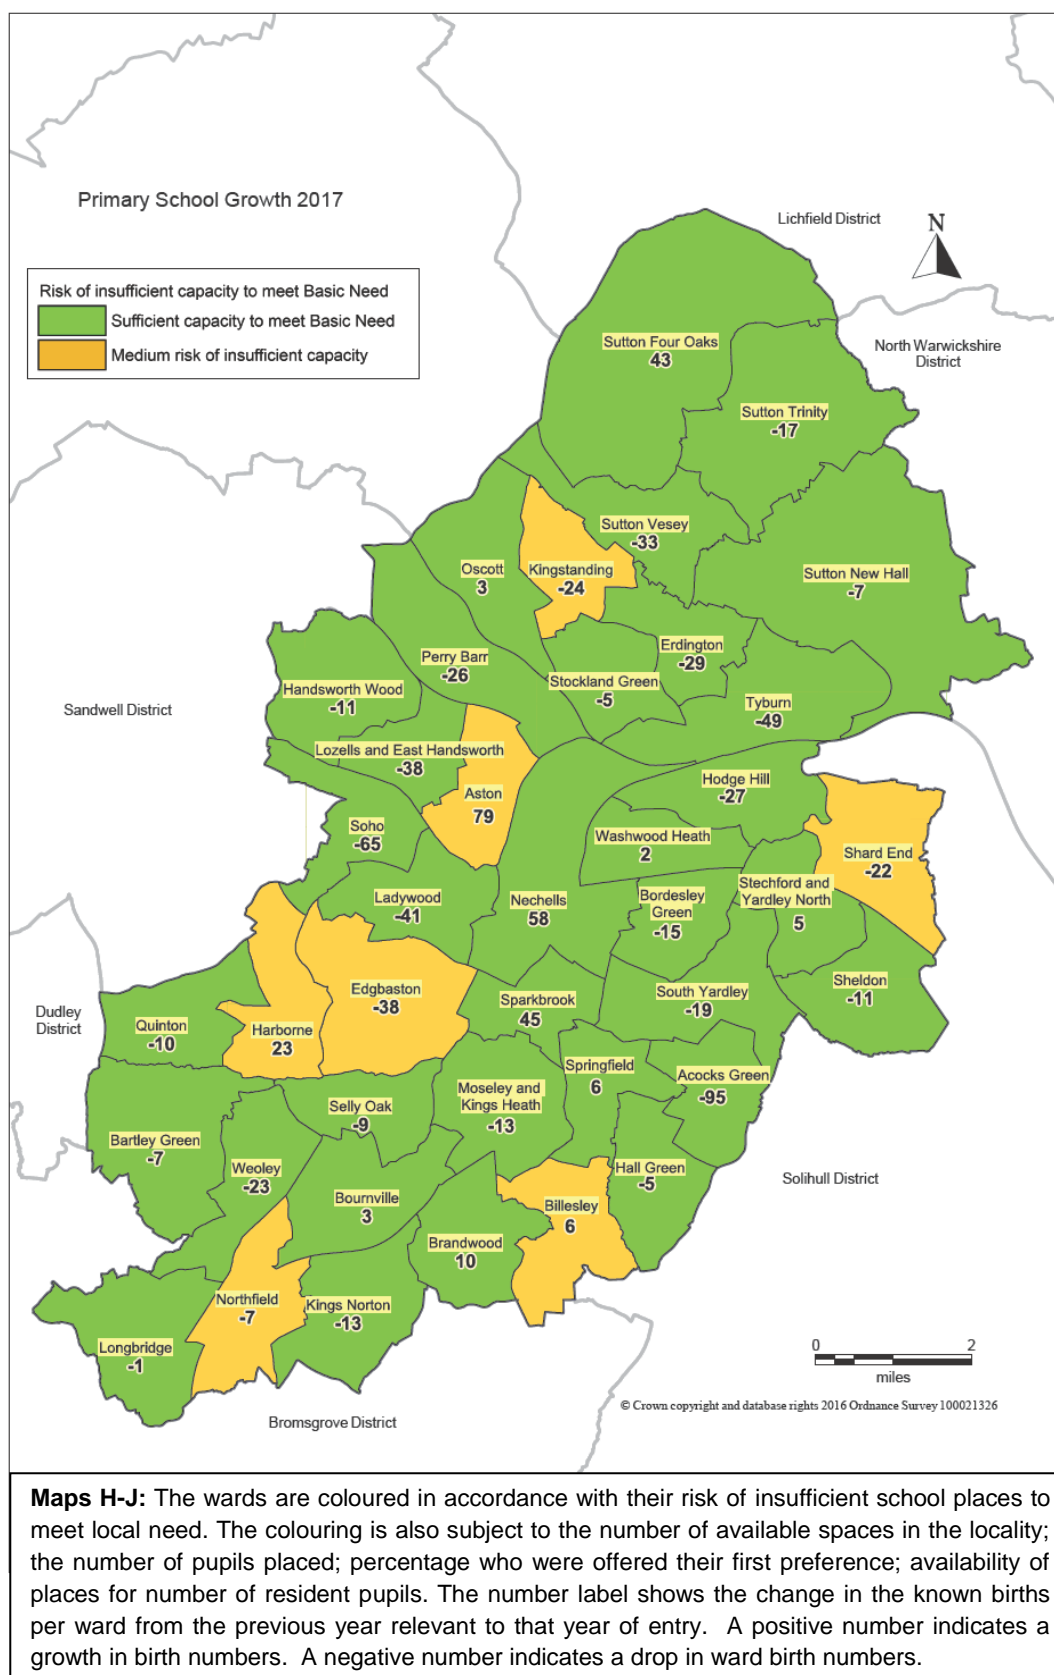 Primary School Growth 2017
Lichfield District
N
Risk of insufficient capacity to meet Basic Need
Sufficient capacity to meet Basic Need
Medium risk of insufficient capacity
North Warwickshire
District
Sutton Four Oaks
43
Sutton Trinity
-17
Sutton Vesey
-33
Oscott
3
Kingstanding
-24
Sutton New Hall
-7
Erdington
-29
Perry Barr
-26
Stockland Green
-5
Handsworth Wood
-11
Tyburn
-49
Sandwell District
Lozells and East Handsworth
-38
Aston
79
Hodge Hill
-27
Soho
-65
Washwood Heath
2
Shard End
-22
Ladywood
-41
Nechells
58
Bordesley
Green
-15
Stechford and
Yardley North
5
Edgbaston
-38
Sparkbrook
45
South Yardley
-19
Sheldon
-11
Dudley
District
Quinton
-10
Harborne
23
Springfield
6
Acocks Green
-95
Moseley and
Kings Heath
-13
Selly Oak
-9
Bartley Green
-7
Weoley
-23
Hall Green
-5
Solihull District
Bournville
3
Billesley
6
Brandwood
10
Northfield
-7
Kings Norton
-13
Longbridge
-1
0 2
miles
© Crown copyright and database rights 2016 Ordnance Survey 100021326
Bromsgrove District
Maps H-J: The wards are coloured in accordance with their risk of insufficient school places to
meet local need. The colouring is also subject to the number of available spaces in the locality;
the number of pupils placed; percentage who were offered their first preference; availability of
places for number of resident pupils. The number label shows the change in the known births
per ward from the previous year relevant to that year of entry. A positive number indicates a
growth in birth numbers. A negative number indicates a drop in ward birth numbers.